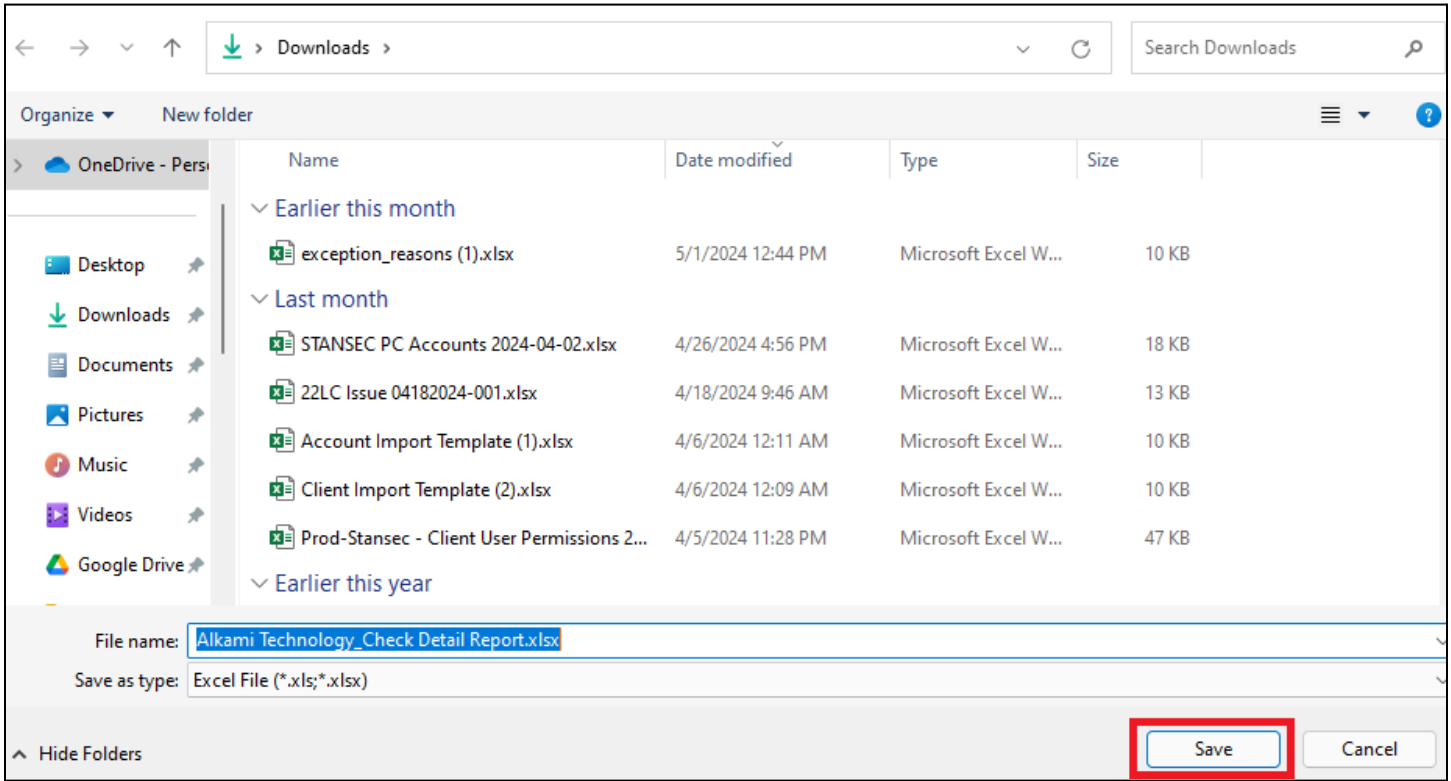 Downloads
Search Downloads
Organize New folder ?
OneDrive - Pers
Name Date modified Type Size
Earlier this month
exception_reasons (1).xlsx 5/1/2024 12:44 PM Microsoft Excel W... 10 KB
Last month
STANSEC PC Accounts 2024-04-02.xlsx 4/26/2024 4:56 PM Microsoft Excel W... 18 KB
22LC Issue 04182024-001.xlsx 4/18/2024 9:46 AM Microsoft Excel W... 13 KB
Account Import Template (1).xlsx 4/6/2024 12:11 AM Microsoft Excel W... 10 KB
Client Import Template (2).xlsx 4/6/2024 12:09 AM Microsoft Excel W... 10 KB
Prod-Stansec - Client User Permissions 2... 4/5/2024 11:28 PM Microsoft Excel W... 47 KB
Earlier this year
Desktop
Downloads
Documents
Pictures
Music
Videos
Google Drive
File name: Alkami Technology_Check Detail Report.xlsx
Save as type: Excel File (*.xls;*.xlsx)
Hide Folders
Save Cancel